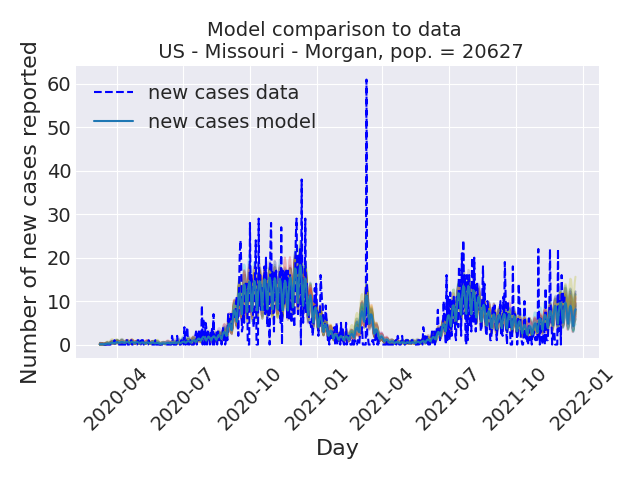 Model comparison to data
US - Missouri - Morgan, pop. = 20627
Number of new cases reported
60
50
40
30
20
10
0
new cases data
new cases model
2020-04
2020-07
2020-10
2021-01
2021-04
2021-07
2021-10
2022-01
Day